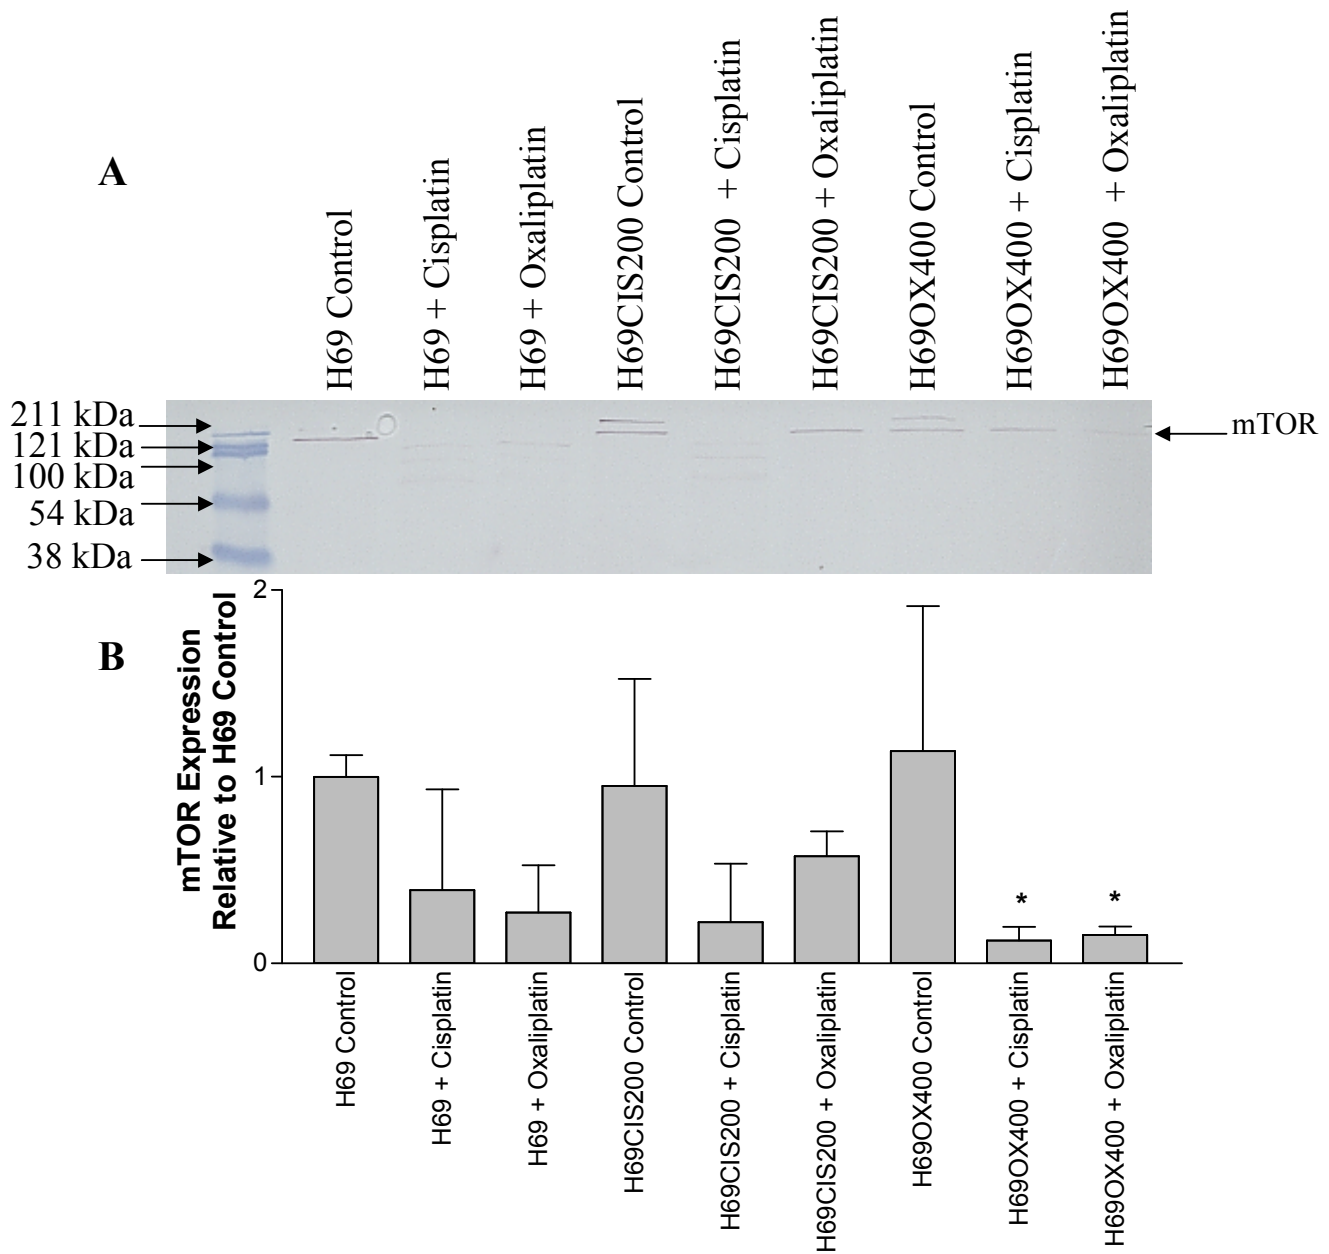 A
H69 Control
H69 + Cisplatin
H69 + Oxaliplatin
H69CIS200 Control
H69CIS200 + Cisplatin
H69CIS200 + Oxaliplatin
H69OX400 Control
H69OX400 + Cisplatin
H69OX400 + Oxaliplatin
211 kDa
121 kDa
100 kDa
54 kDa
38 kDa
mTOR
B
mTOR Expression
Relative to H69 Control
2
1
0
*
*
H69 Control
H69 + Cisplatin
H69 + Oxaliplatin
H69CIS200 Control
H69CIS200 + Cisplatin
H69CIS200 + Oxaliplatin
H69OX400 Control
H69OX400 + Cisplatin
H69OX400 + Oxaliplatin